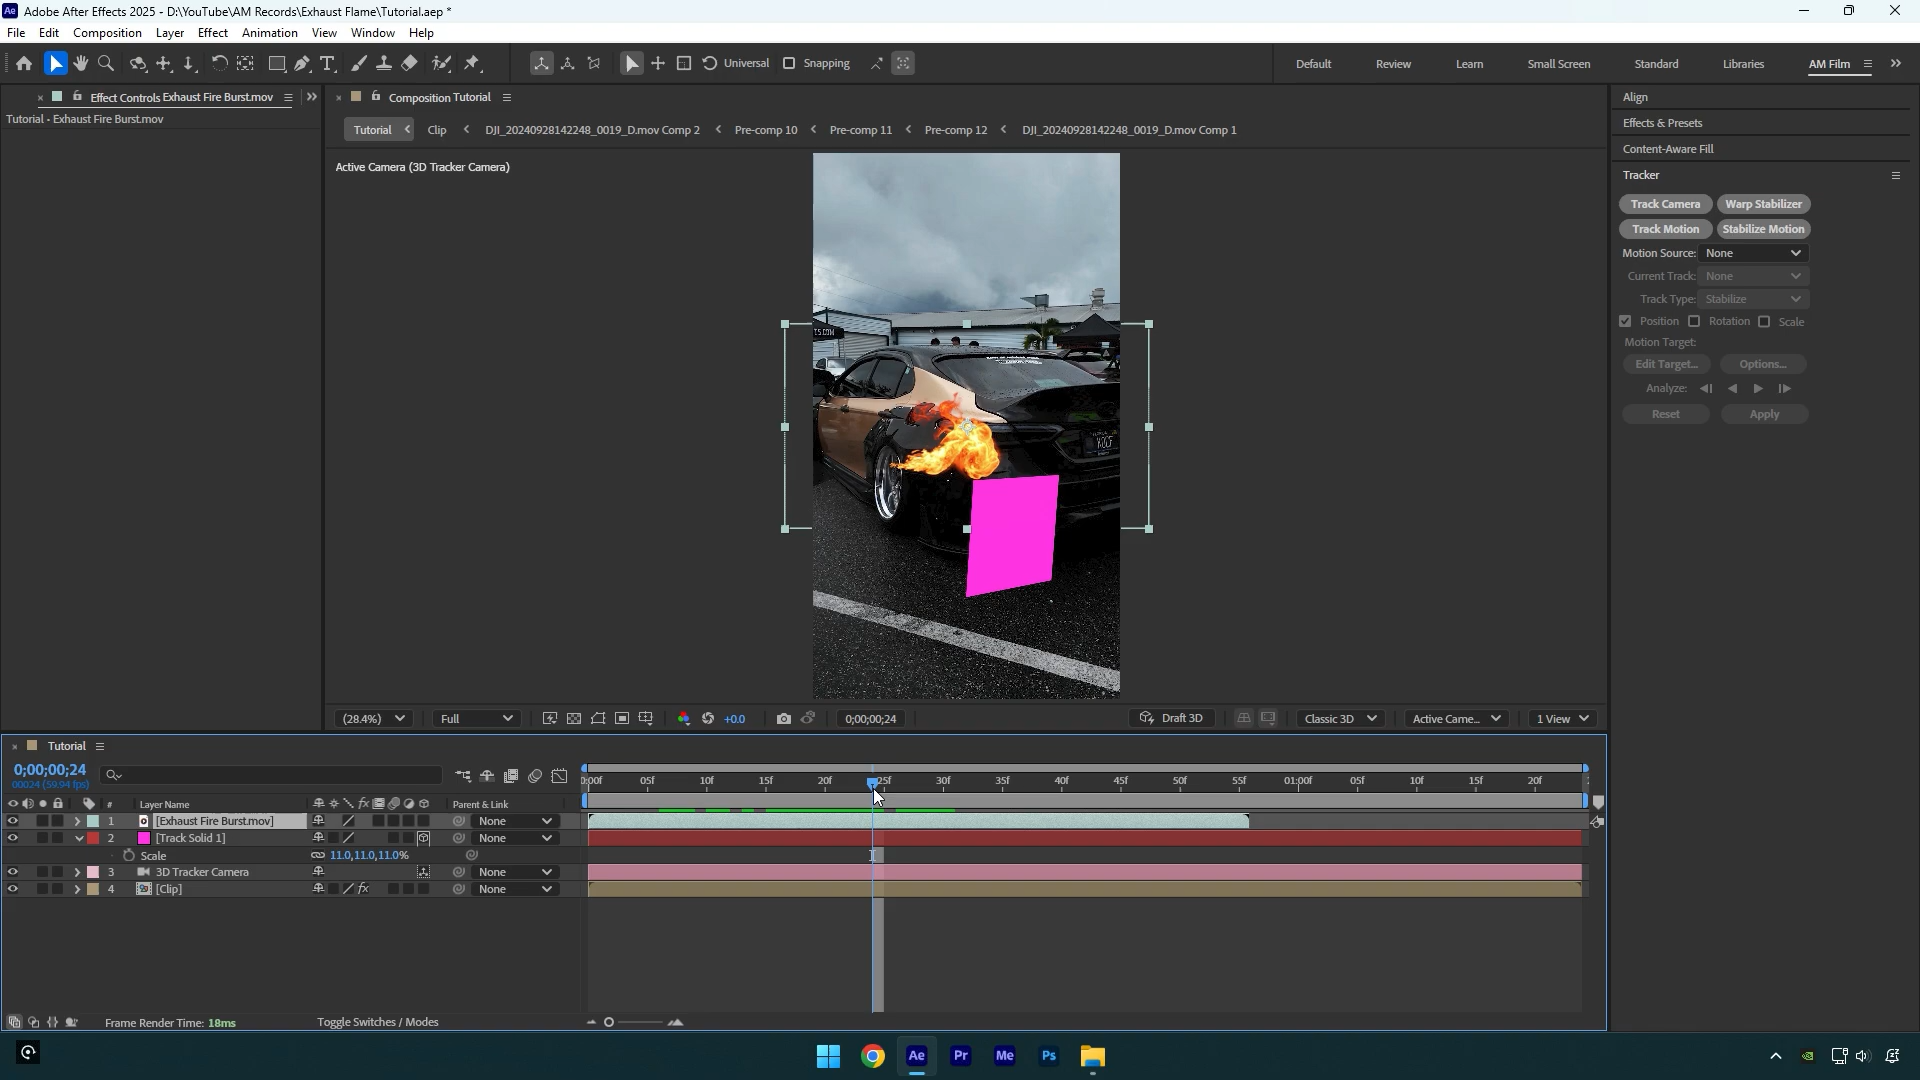 Adobe After Effects 2025 - D:\YouTube\AM Records\Exhaust Flame\Tutorial.aep *
File Edit Composition Layer Effect Animation View Window Help
Universal Snapping Default Review Learn Small Screen Standard Libraries AM Film
Effect Controls Exhaust Fire Burst.mov
Composition Tutorial
Tutorial - Exhaust Fire Burst.mov
Tutorial Clip DJI_20240928142248_0019_D.mov Comp 2 Pre-comp 10 Pre-comp 11 Pre-comp 12 DJI_20240928142248_0019_D.mov Comp 1
Active Camera (3D Tracker Camera)
Align
Effects & Presets
Content-Aware Fill
Tracker
Track Camera Warp Stabilizer
Track Motion Stabilize Motion
Motion Source: None
Current Track: None
Track Type: Stabilize
Position Rotation Scale
Motion Target:
Edit Target... Options...
Analyze:
Reset Apply
(28.4%) Full +0.0 0;00;00;24 Draft 3D Classic 3D Active Came... 1 View
Tutorial
0;00;00;24
00024 (59.94 fps)
0:00f 05f 10f 15f 20f 25f 30f 35f 40f 45f 50f 55f 01:00f 05f 10f 15f 20f
# Layer Name fx Parent & Link
1 [Exhaust Fire Burst.mov] None
2 [Track Solid 1] None
Scale 11.0,11.0,11.0%
3 3D Tracker Camera None
4 [Clip] fx None
Frame Render Time: 18ms Toggle Switches / Modes
Ae Pr Me Ps